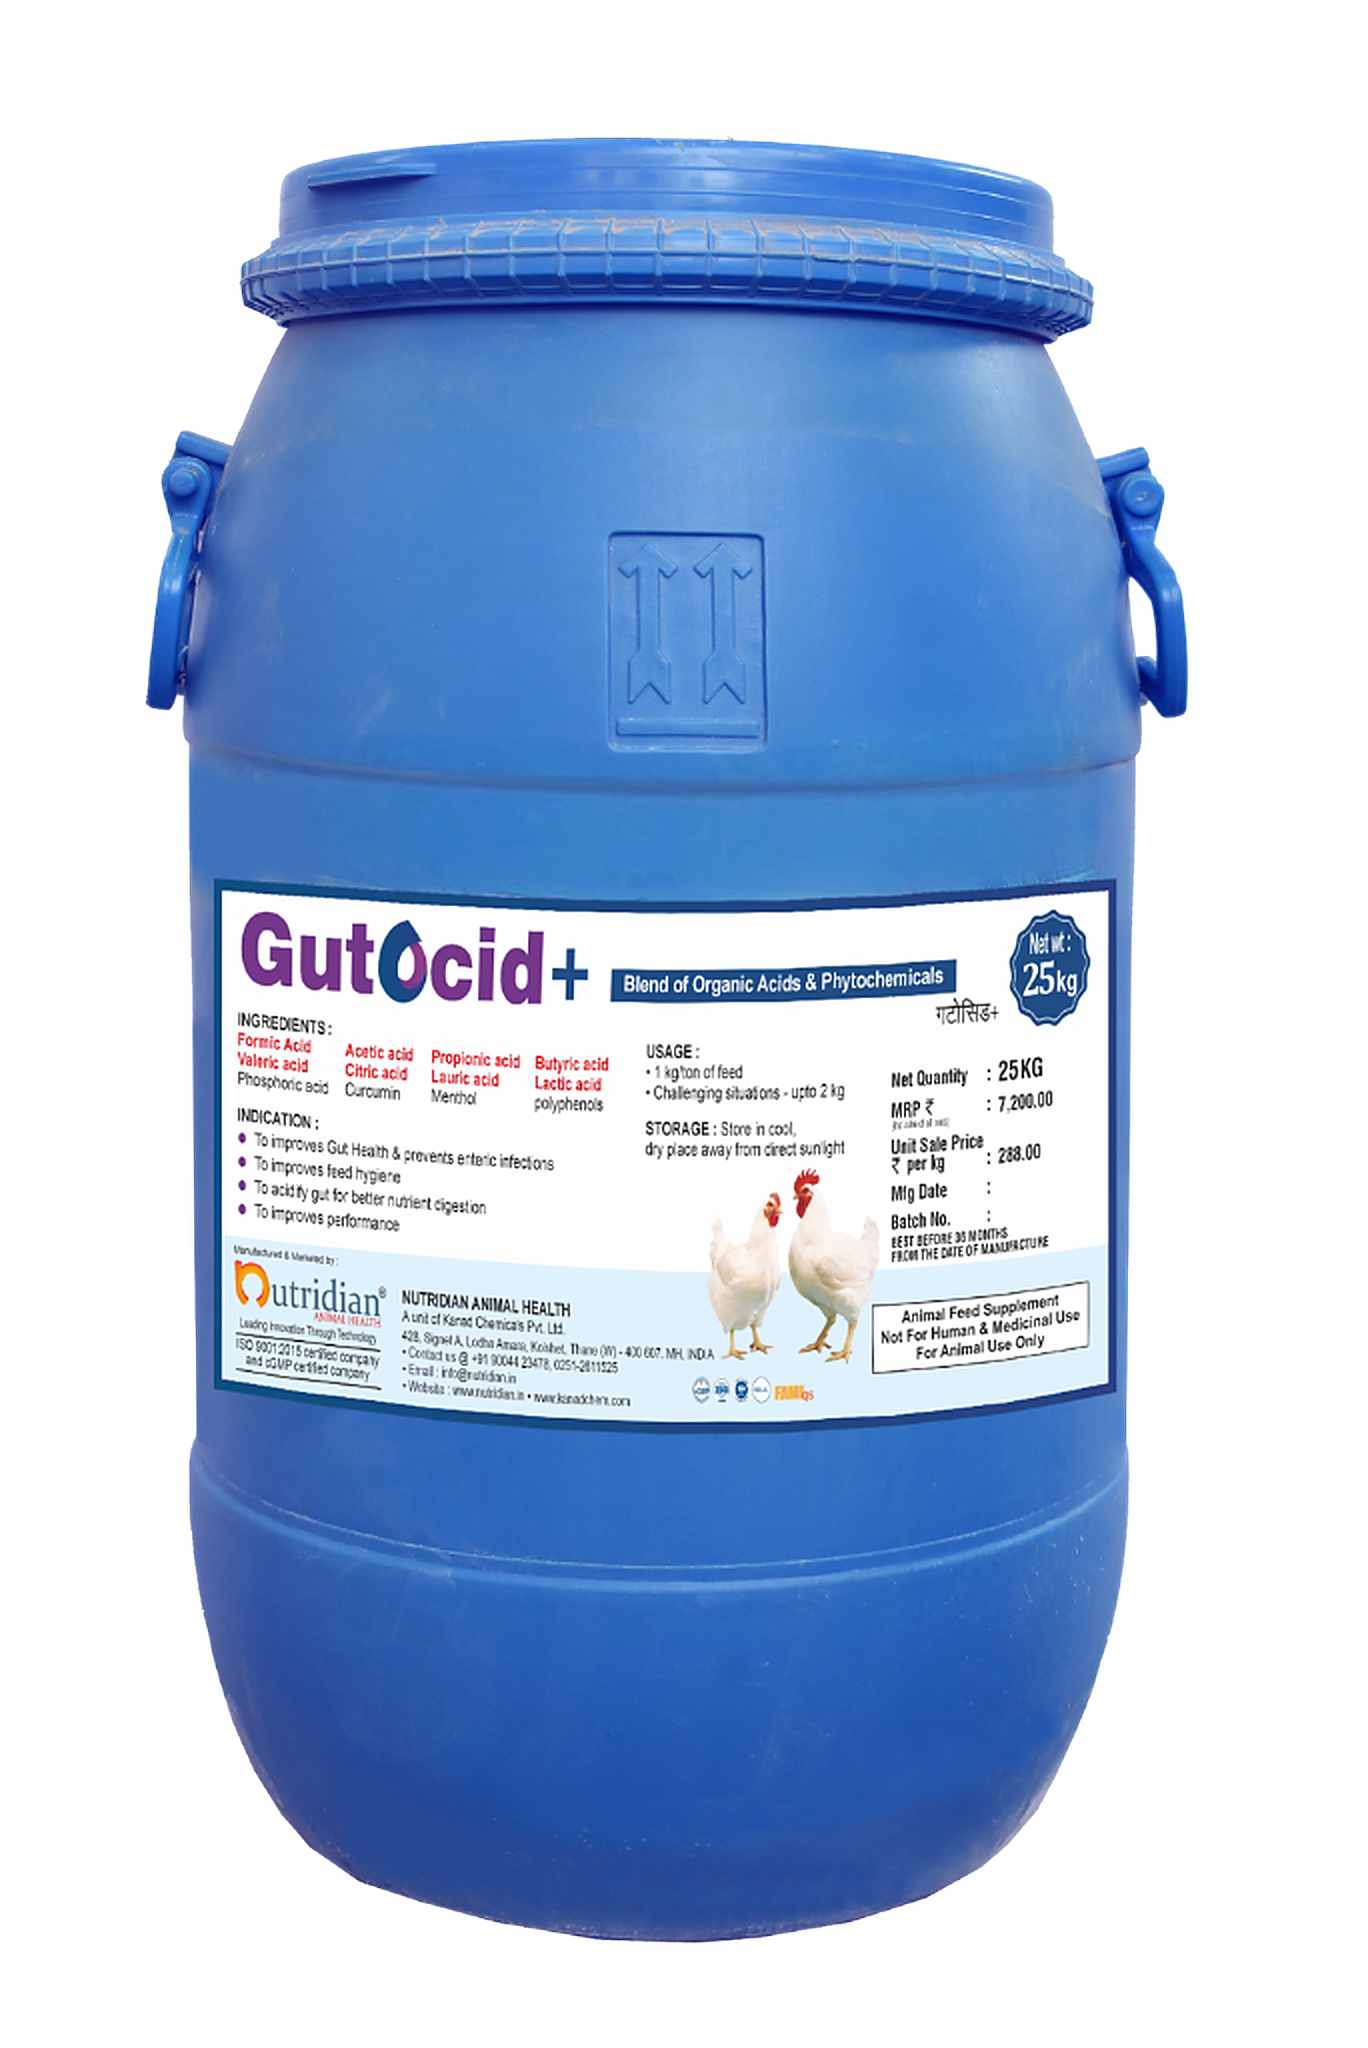 Gutocid+
Blend of Organic Acids & Phytochemicals
Net wt :
25kg
गटोसिड+
INGREDIENTS :
Formic Acid Acetic acid Propionic acid Butyric acid
Valeric acid Citric acid Lauric acid Lactic acid
Phosphoric acid Curcumin Menthol polyphenols
INDICATION :
• To improves Gut Health & prevents enteric infections
• To improves feed hygiene
• To acidify gut for better nutrient digestion
• To improves performance
USAGE :
• 1 kg/ton of feed
• Challenging situations - upto 2 kg
STORAGE : Store in cool,
dry place away from direct sunlight
Net Quantity : 25KG
MRP ₹ : 7,200.00
Unit Sale Price
₹ per kg : 288.00
Mfg Date :
Batch No. :
BEST BEFORE 36 MONTHS
FROM THE DATE OF MANUFACTURE
Manufactured & Marketed by :
Nutridian®
ANIMAL HEALTH
Leading Innovation Through Technology
ISO 9001:2015 certified company
and cGMP certified company
NUTRIDIAN ANIMAL HEALTH
A unit of Kanad Chemicals Pvt. Ltd.
428, Signet A, Lodha Amara, Kolshet, Thane (W) - 400 607. MH, INDIA
• Contact us @ +91 90044 23478, 0251-2611525
• Email : info@nutridian.in
• Website : www.nutridian.in • www.kanadchem.com
FAMI QS
Animal Feed Supplement
Not For Human & Medicinal Use
For Animal Use Only